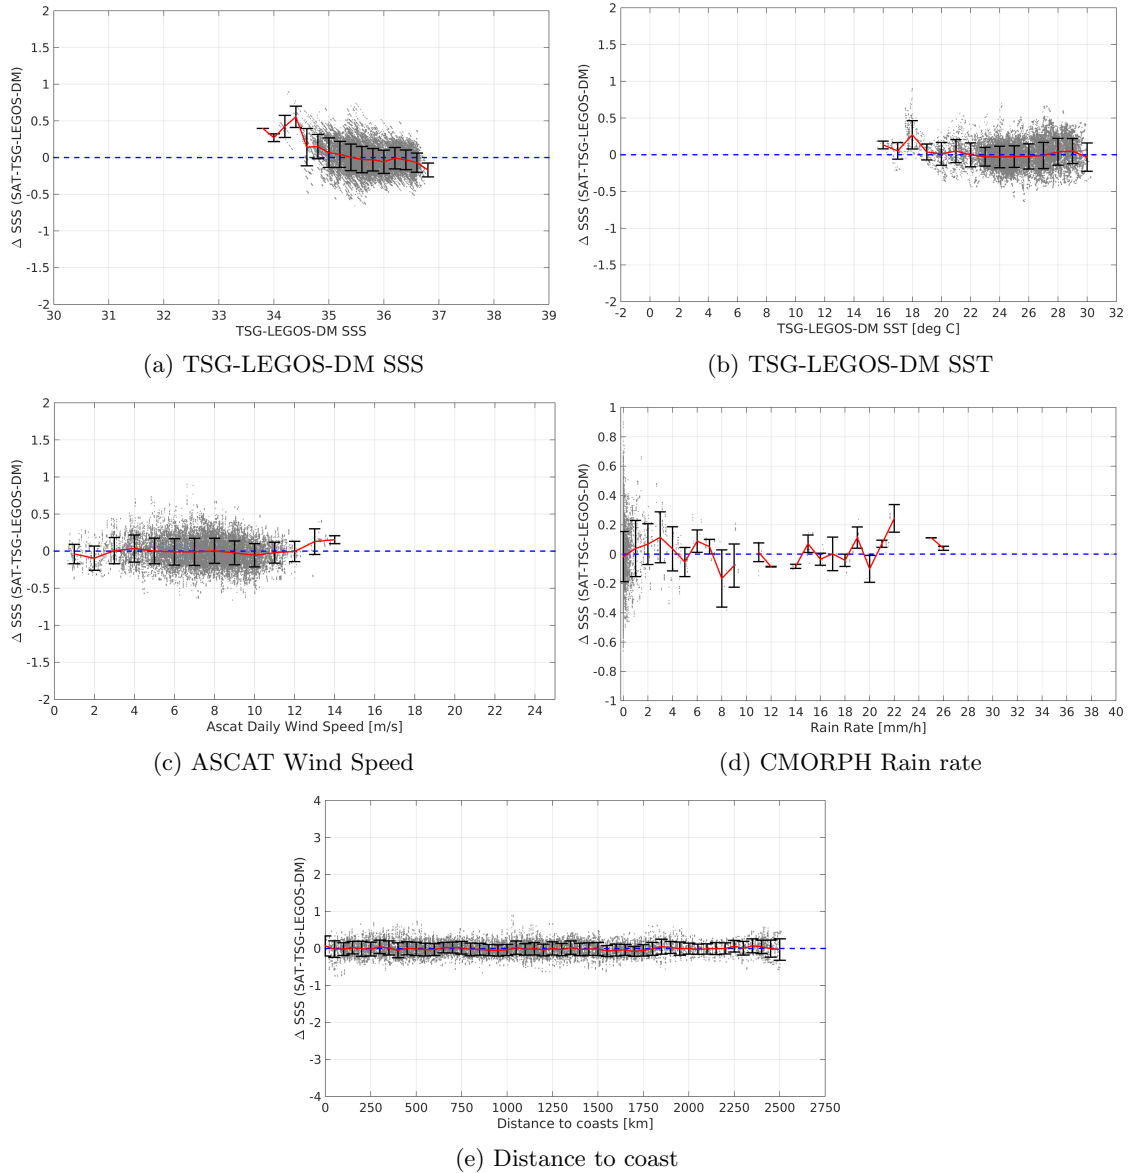 2
1.5
1
0.5
0
-0.5
-1
-1.5
-2
Δ SSS (SAT-TSG-LEGOS-DM)
30 31 32 33 34 35 36 37 38 39
TSG-LEGOS-DM SSS
(a) TSG-LEGOS-DM SSS
2
1.5
1
0.5
0
-0.5
-1
-1.5
-2
Δ SSS (SAT-TSG-LEGOS-DM)
-2 0 2 4 6 8 10 12 14 16 18 20 22 24 26 28 30 32
TSG-LEGOS-DM SST [deg C]
(b) TSG-LEGOS-DM SST
2
1.5
1
0.5
0
-0.5
-1
-1.5
-2
Δ SSS (SAT-TSG-LEGOS-DM)
0 2 4 6 8 10 12 14 16 18 20 22 24
Ascat Daily Wind Speed [m/s]
(c) ASCAT Wind Speed
1
0.8
0.6
0.4
0.2
0
-0.2
-0.4
-0.6
-0.8
-1
Δ SSS (SAT-TSG-LEGOS-DM)
0 2 4 6 8 10 12 14 16 18 20 22 24 26 28 30 32 34 36 38 40
Rain Rate [mm/h]
(d) CMORPH Rain rate
4
3
2
1
0
-1
-2
-3
-4
Δ SSS (SAT-TSG-LEGOS-DM)
0 250 500 750 1000 1250 1500 1750 2000 2250 2500 2750
Distance to coasts [km]
(e) Distance to coast